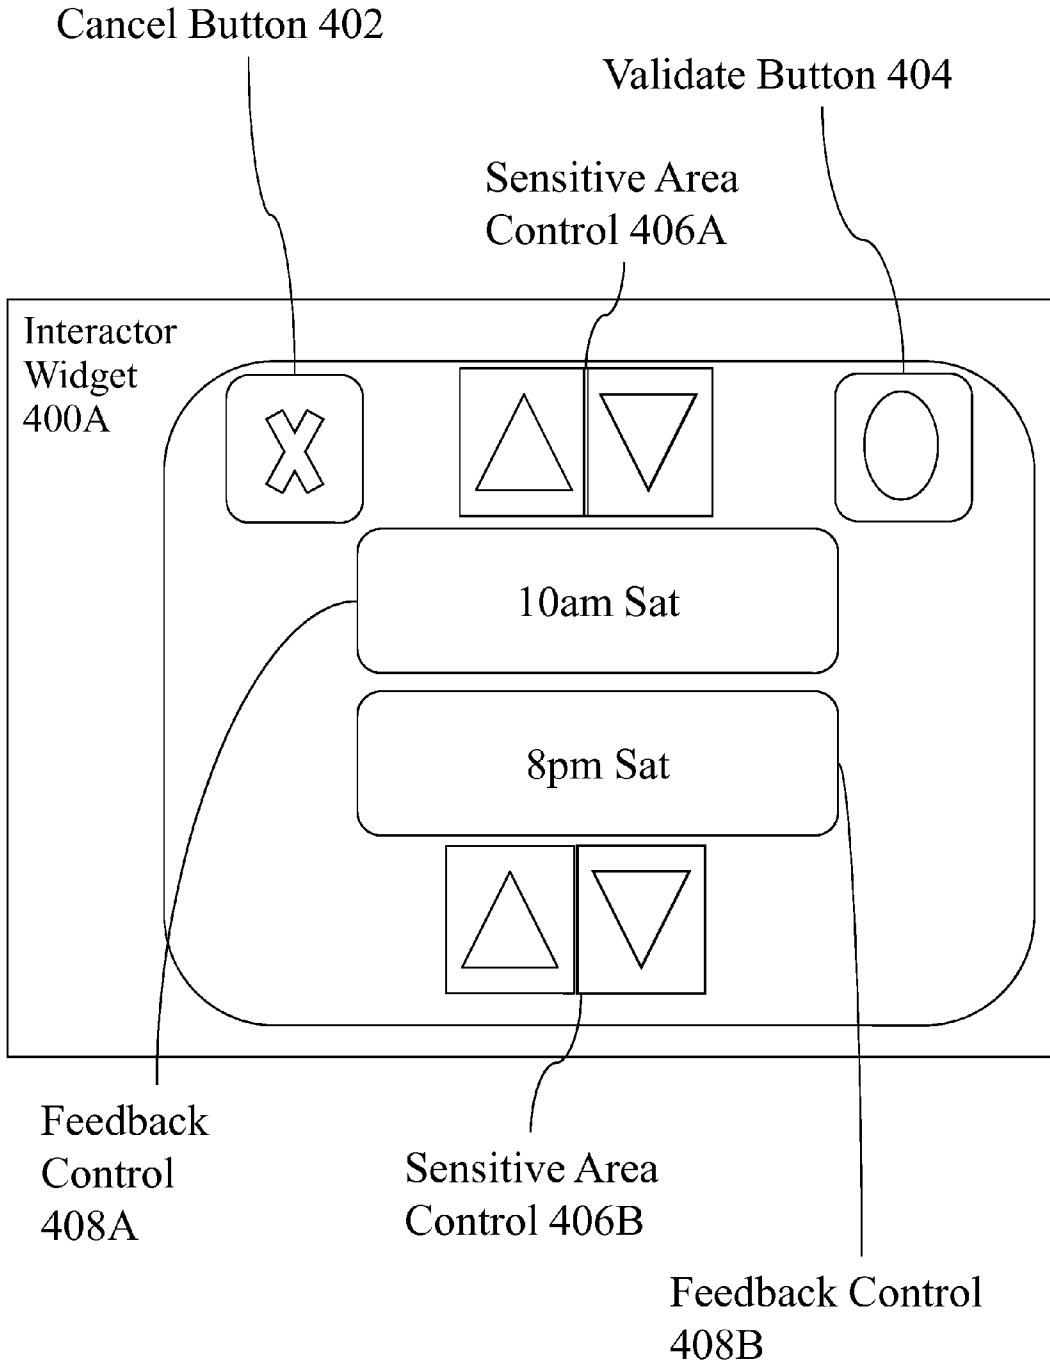 Cancel Button 402
Validate Button 404
Sensitive Area
Control 406A
Interactor
Widget
400A
10am Sat
8pm Sat
Feedback
Control
408A
Sensitive Area
Control 406B
Feedback Control
408B